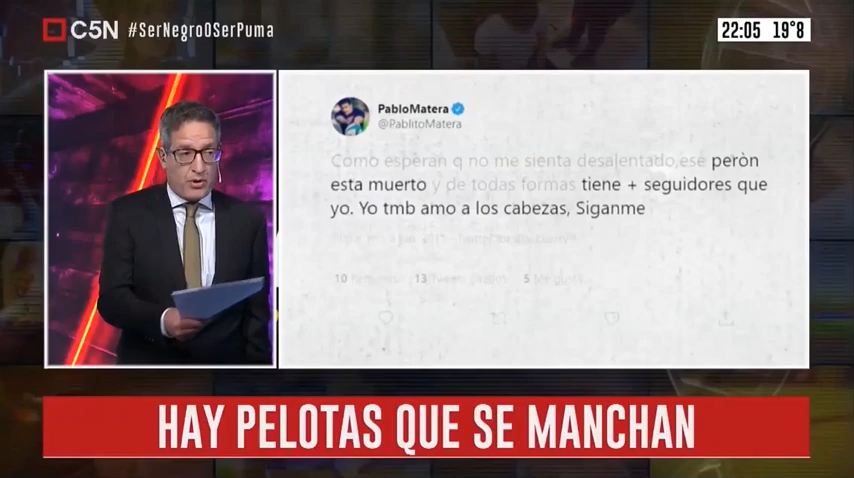 C5N #SerNegroOSerPuma
22:05 19°8
PabloMatera
@PablitoMatera
Como esperan q no me sienta desalentado,ese peròn
esta muerto y de todas formas tiene + seguidores que
yo. Yo tmb amo a los cabezas, Siganme
10 13 5
HAY PELOTAS QUE SE MANCHAN